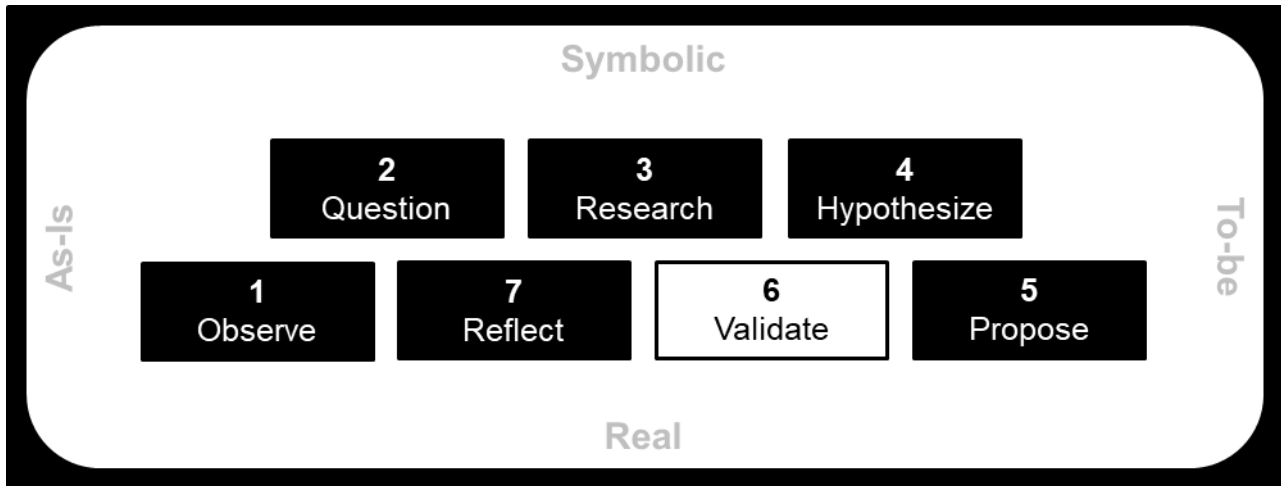 Symbolic
2
Question
3
Research
4
Hypothesize
As-Is
To-be
1
Observe
7
Reflect
6
Validate
5
Propose
Real